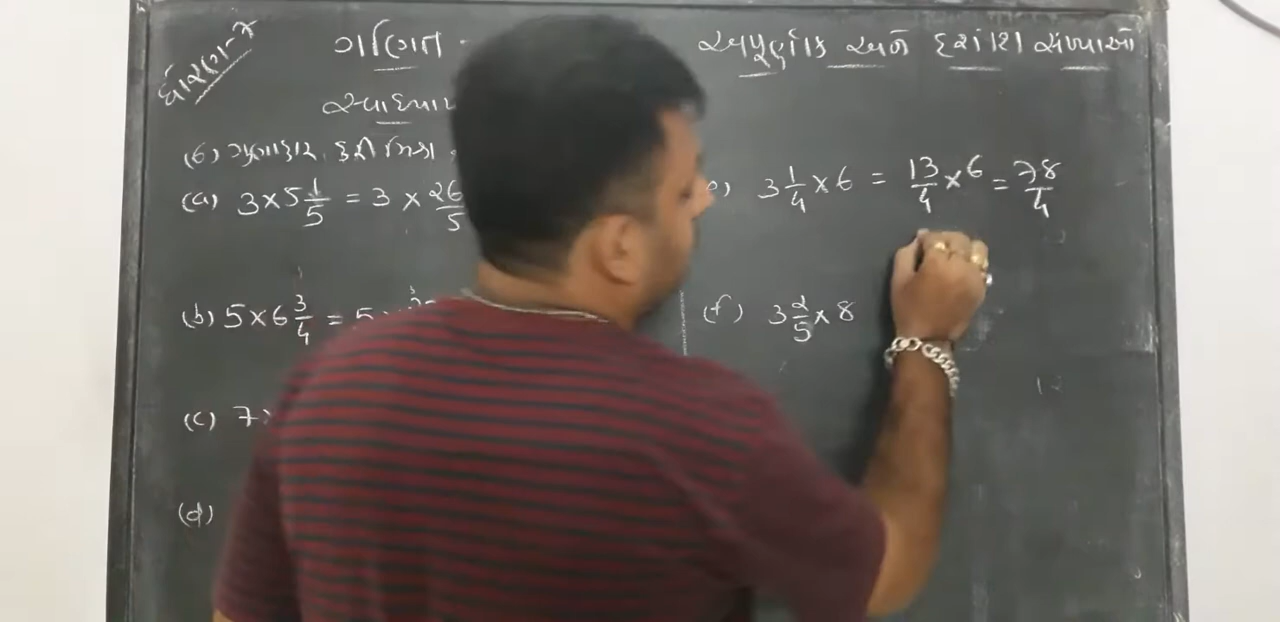 ધોરણ-૭
ગણિત - અપૂર્ણાંક અને દશાંશ સંખ્યાઓ
(6) ગુણાકાર કરી મિશ્ર
(a) 3 × 5 1/5 = 3 × 26/5
(b) 5 × 6 3/4 = 5
(c) 7 ×
(d)
e) 3 1/4 × 6 = 13/4 × 6 = 78/4
(f) 3 2/5 × 8